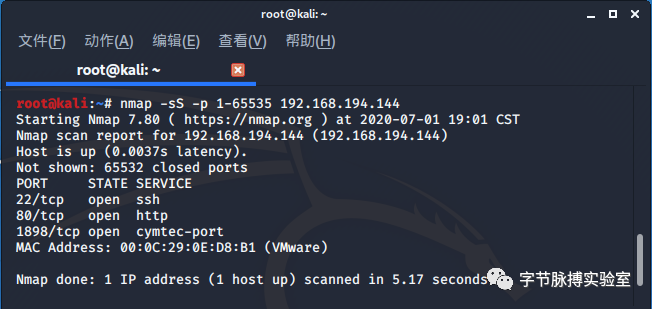 root@kali: ~
文件(F) 动作(A) 编辑(E) 查看(V) 帮助(H)
root@kali: ~
root@kali:~# nmap -sS -p 1-65535 192.168.194.144
Starting Nmap 7.80 ( https://nmap.org ) at 2020-07-01 19:01 CST
Nmap scan report for 192.168.194.144 (192.168.194.144)
Host is up (0.0037s latency).
Not shown: 65532 closed ports
PORT     STATE SERVICE
22/tcp   open  ssh
80/tcp   open  http
1898/tcp open  cymtec-port
MAC Address: 00:0C:29:0E:D8:B1 (VMware)
Nmap done: 1 IP address (1 host up) scanned in 5.17 seconds
字节脉搏实验室